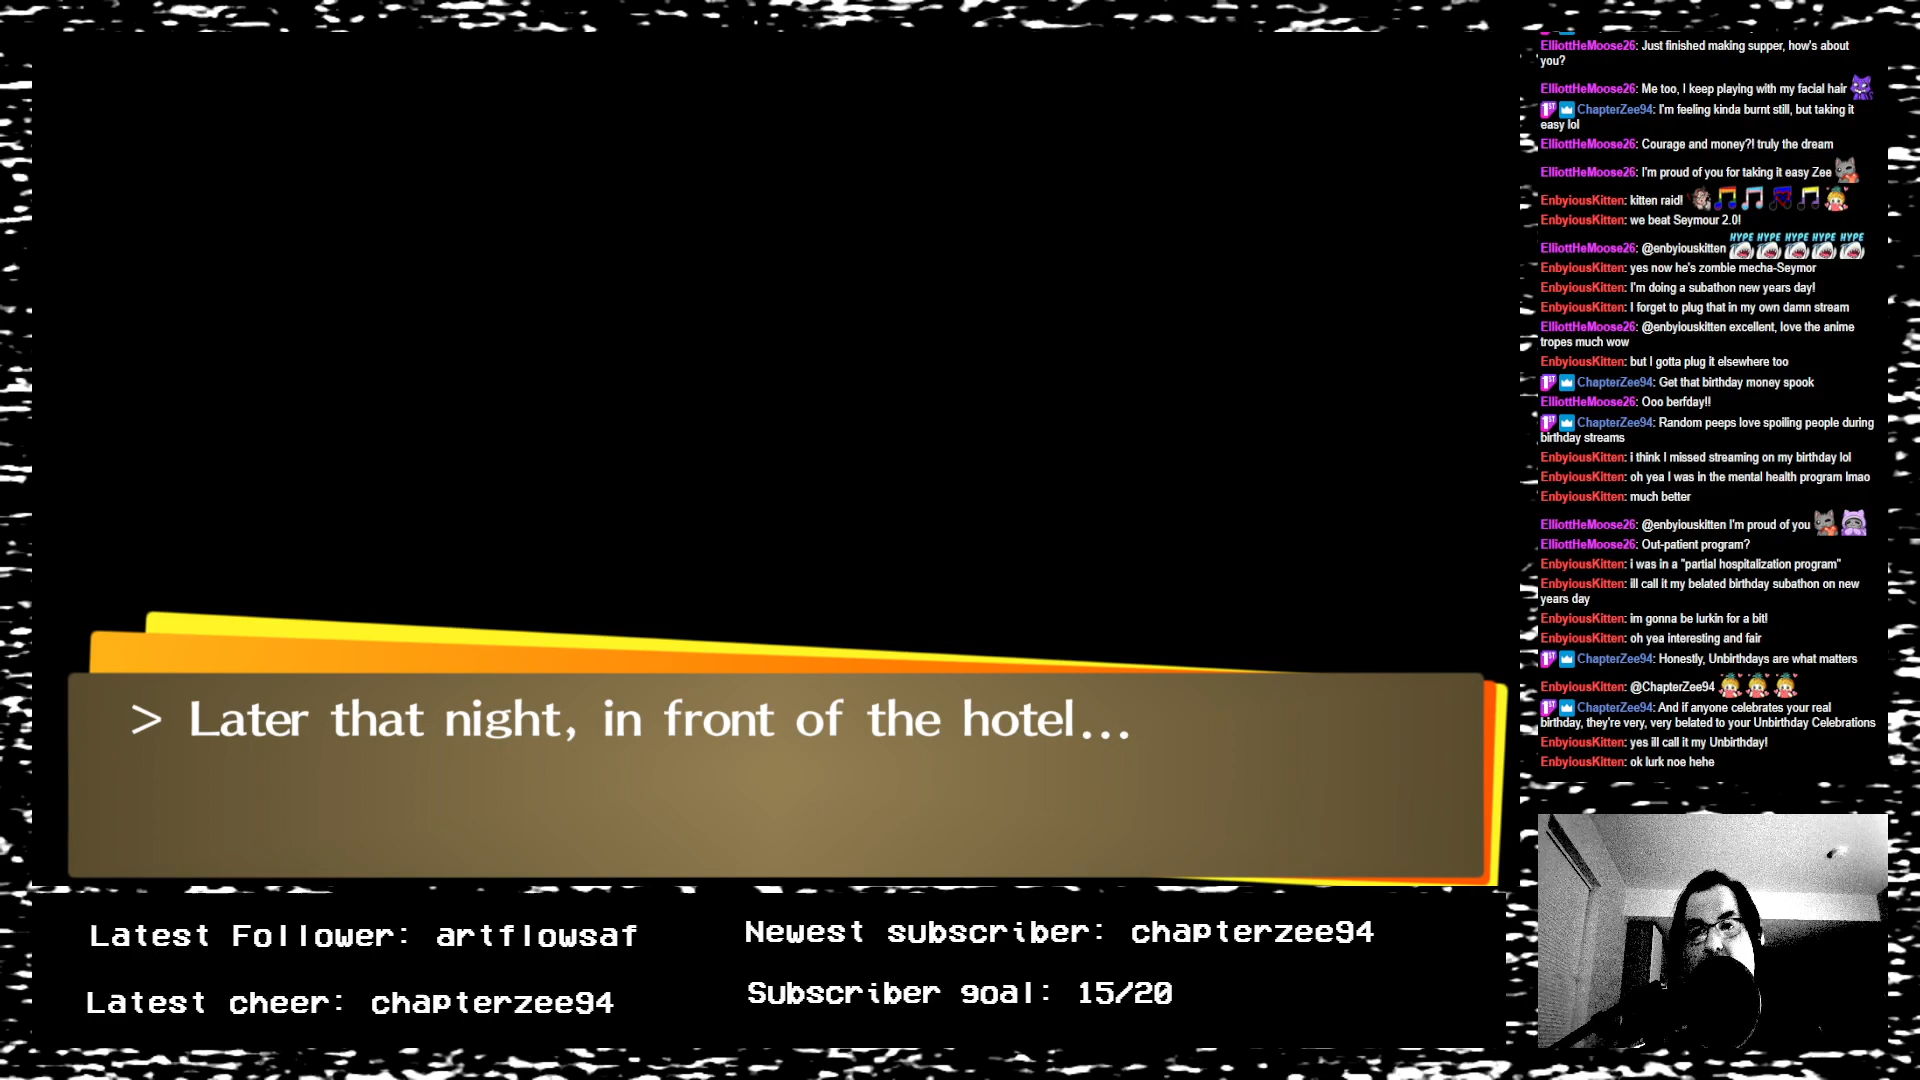 > Later that night, in front of the hotel...
Latest Follower: artflowsaf
Newest subscriber: chapterzee94
Latest cheer: chapterzee94
Subscriber goal: 15/20
ElliottHeMoose26: Just finished making supper, how's about
you?
ElliottHeMoose26: Me too, I keep playing with my facial hair
ChapterZee94: I'm feeling kinda burnt still, but taking it
easy lol
ElliottHeMoose26: Courage and money?! truly the dream
ElliottHeMoose26: I'm proud of you for taking it easy Zee
EnbyiousKitten: kitten raid!
EnbyiousKitten: we beat Seymour 2.0!
ElliottHeMoose26: @enbyiouskitten HYPE HYPE HYPE HYPE HYPE
EnbyiousKitten: yes now he's zombie mecha-Seymor
EnbyiousKitten: I'm doing a subathon new years day!
EnbyiousKitten: I forget to plug that in my own damn stream
ElliottHeMoose26: @enbyiouskitten excellent, love the anime
tropes much wow
EnbyiousKitten: but I gotta plug it elsewhere too
ChapterZee94: Get that birthday money spook
ElliottHeMoose26: Ooo berfday!!
ChapterZee94: Random peeps love spoiling people during
birthday streams
EnbyiousKitten: i think I missed streaming on my birthday lol
EnbyiousKitten: oh yea I was in the mental health program lmao
EnbyiousKitten: much better
ElliottHeMoose26: @enbyiouskitten I'm proud of you
ElliottHeMoose26: Out-patient program?
EnbyiousKitten: i was in a "partial hospitalization program"
EnbyiousKitten: ill call it my belated birthday subathon on new
years day
EnbyiousKitten: im gonna be lurkin for a bit!
EnbyiousKitten: oh yea interesting and fair
ChapterZee94: Honestly, Unbirthdays are what matters
EnbyiousKitten: @ChapterZee94
ChapterZee94: And if anyone celebrates your real
birthday, they're very, very belated to your Unbirthday Celebrations
EnbyiousKitten: yes ill call it my Unbirthday!
EnbyiousKitten: ok lurk noe hehe